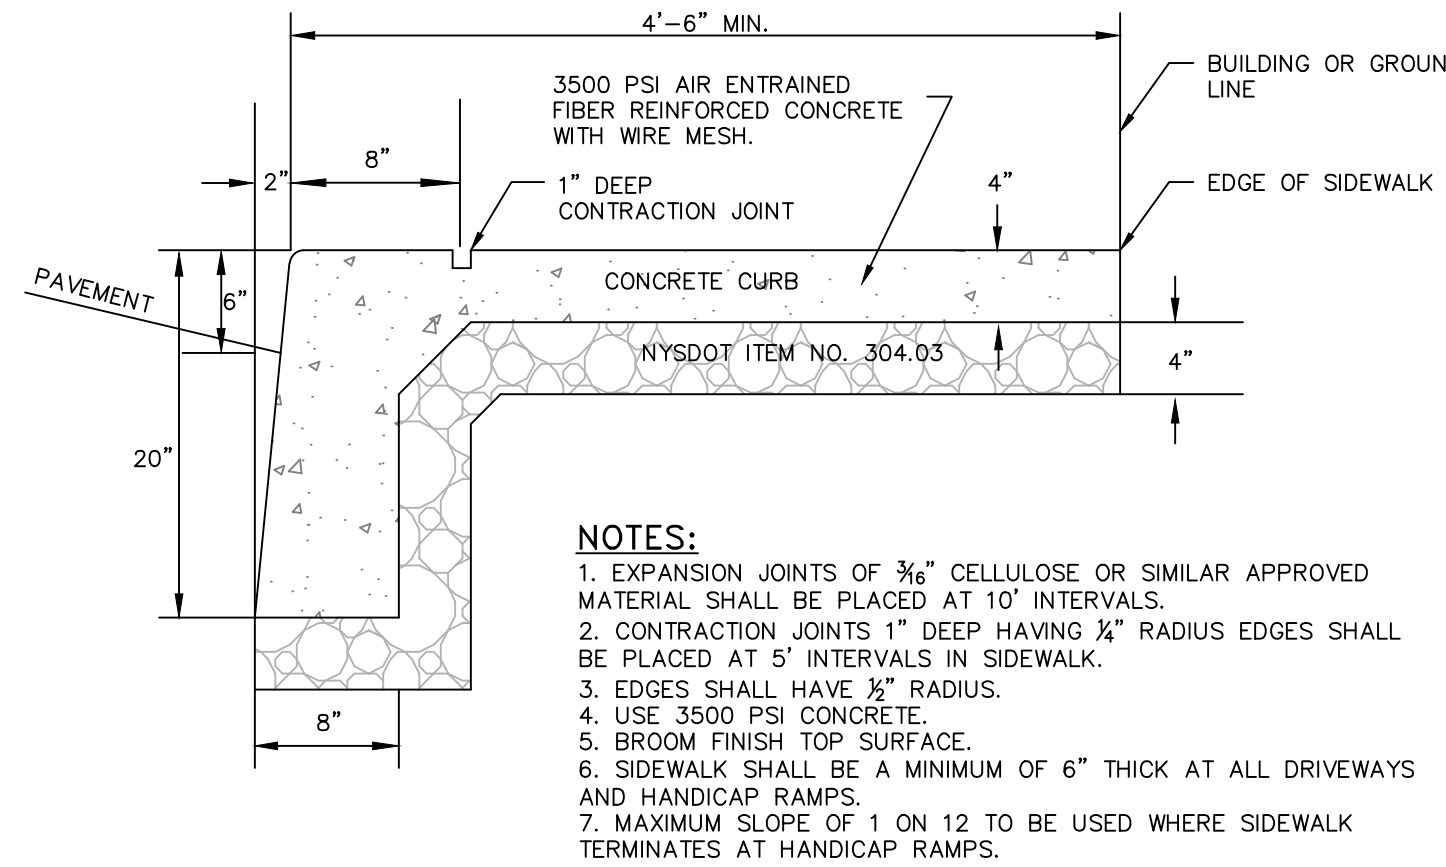 4'-6" MIN.
BUILDING OR GROUN
LINE
3500 PSI AIR ENTRAINED
FIBER REINFORCED CONCRETE
WITH WIRE MESH.
8"
2"
1" DEEP
CONTRACTION JOINT
4"
EDGE OF SIDEWALK
PAVEMENT
6"
CONCRETE CURB
NYSDOT ITEM NO. 304.03
4"
20"
8"
NOTES:
1. EXPANSION JOINTS OF 3/16" CELLULOSE OR SIMILAR APPROVED
MATERIAL SHALL BE PLACED AT 10' INTERVALS.
2. CONTRACTION JOINTS 1" DEEP HAVING 1/4" RADIUS EDGES SHALL
BE PLACED AT 5' INTERVALS IN SIDEWALK.
3. EDGES SHALL HAVE 1/2" RADIUS.
4. USE 3500 PSI CONCRETE.
5. BROOM FINISH TOP SURFACE.
6. SIDEWALK SHALL BE A MINIMUM OF 6" THICK AT ALL DRIVEWAYS
AND HANDICAP RAMPS.
7. MAXIMUM SLOPE OF 1 ON 12 TO BE USED WHERE SIDEWALK
TERMINATES AT HANDICAP RAMPS.